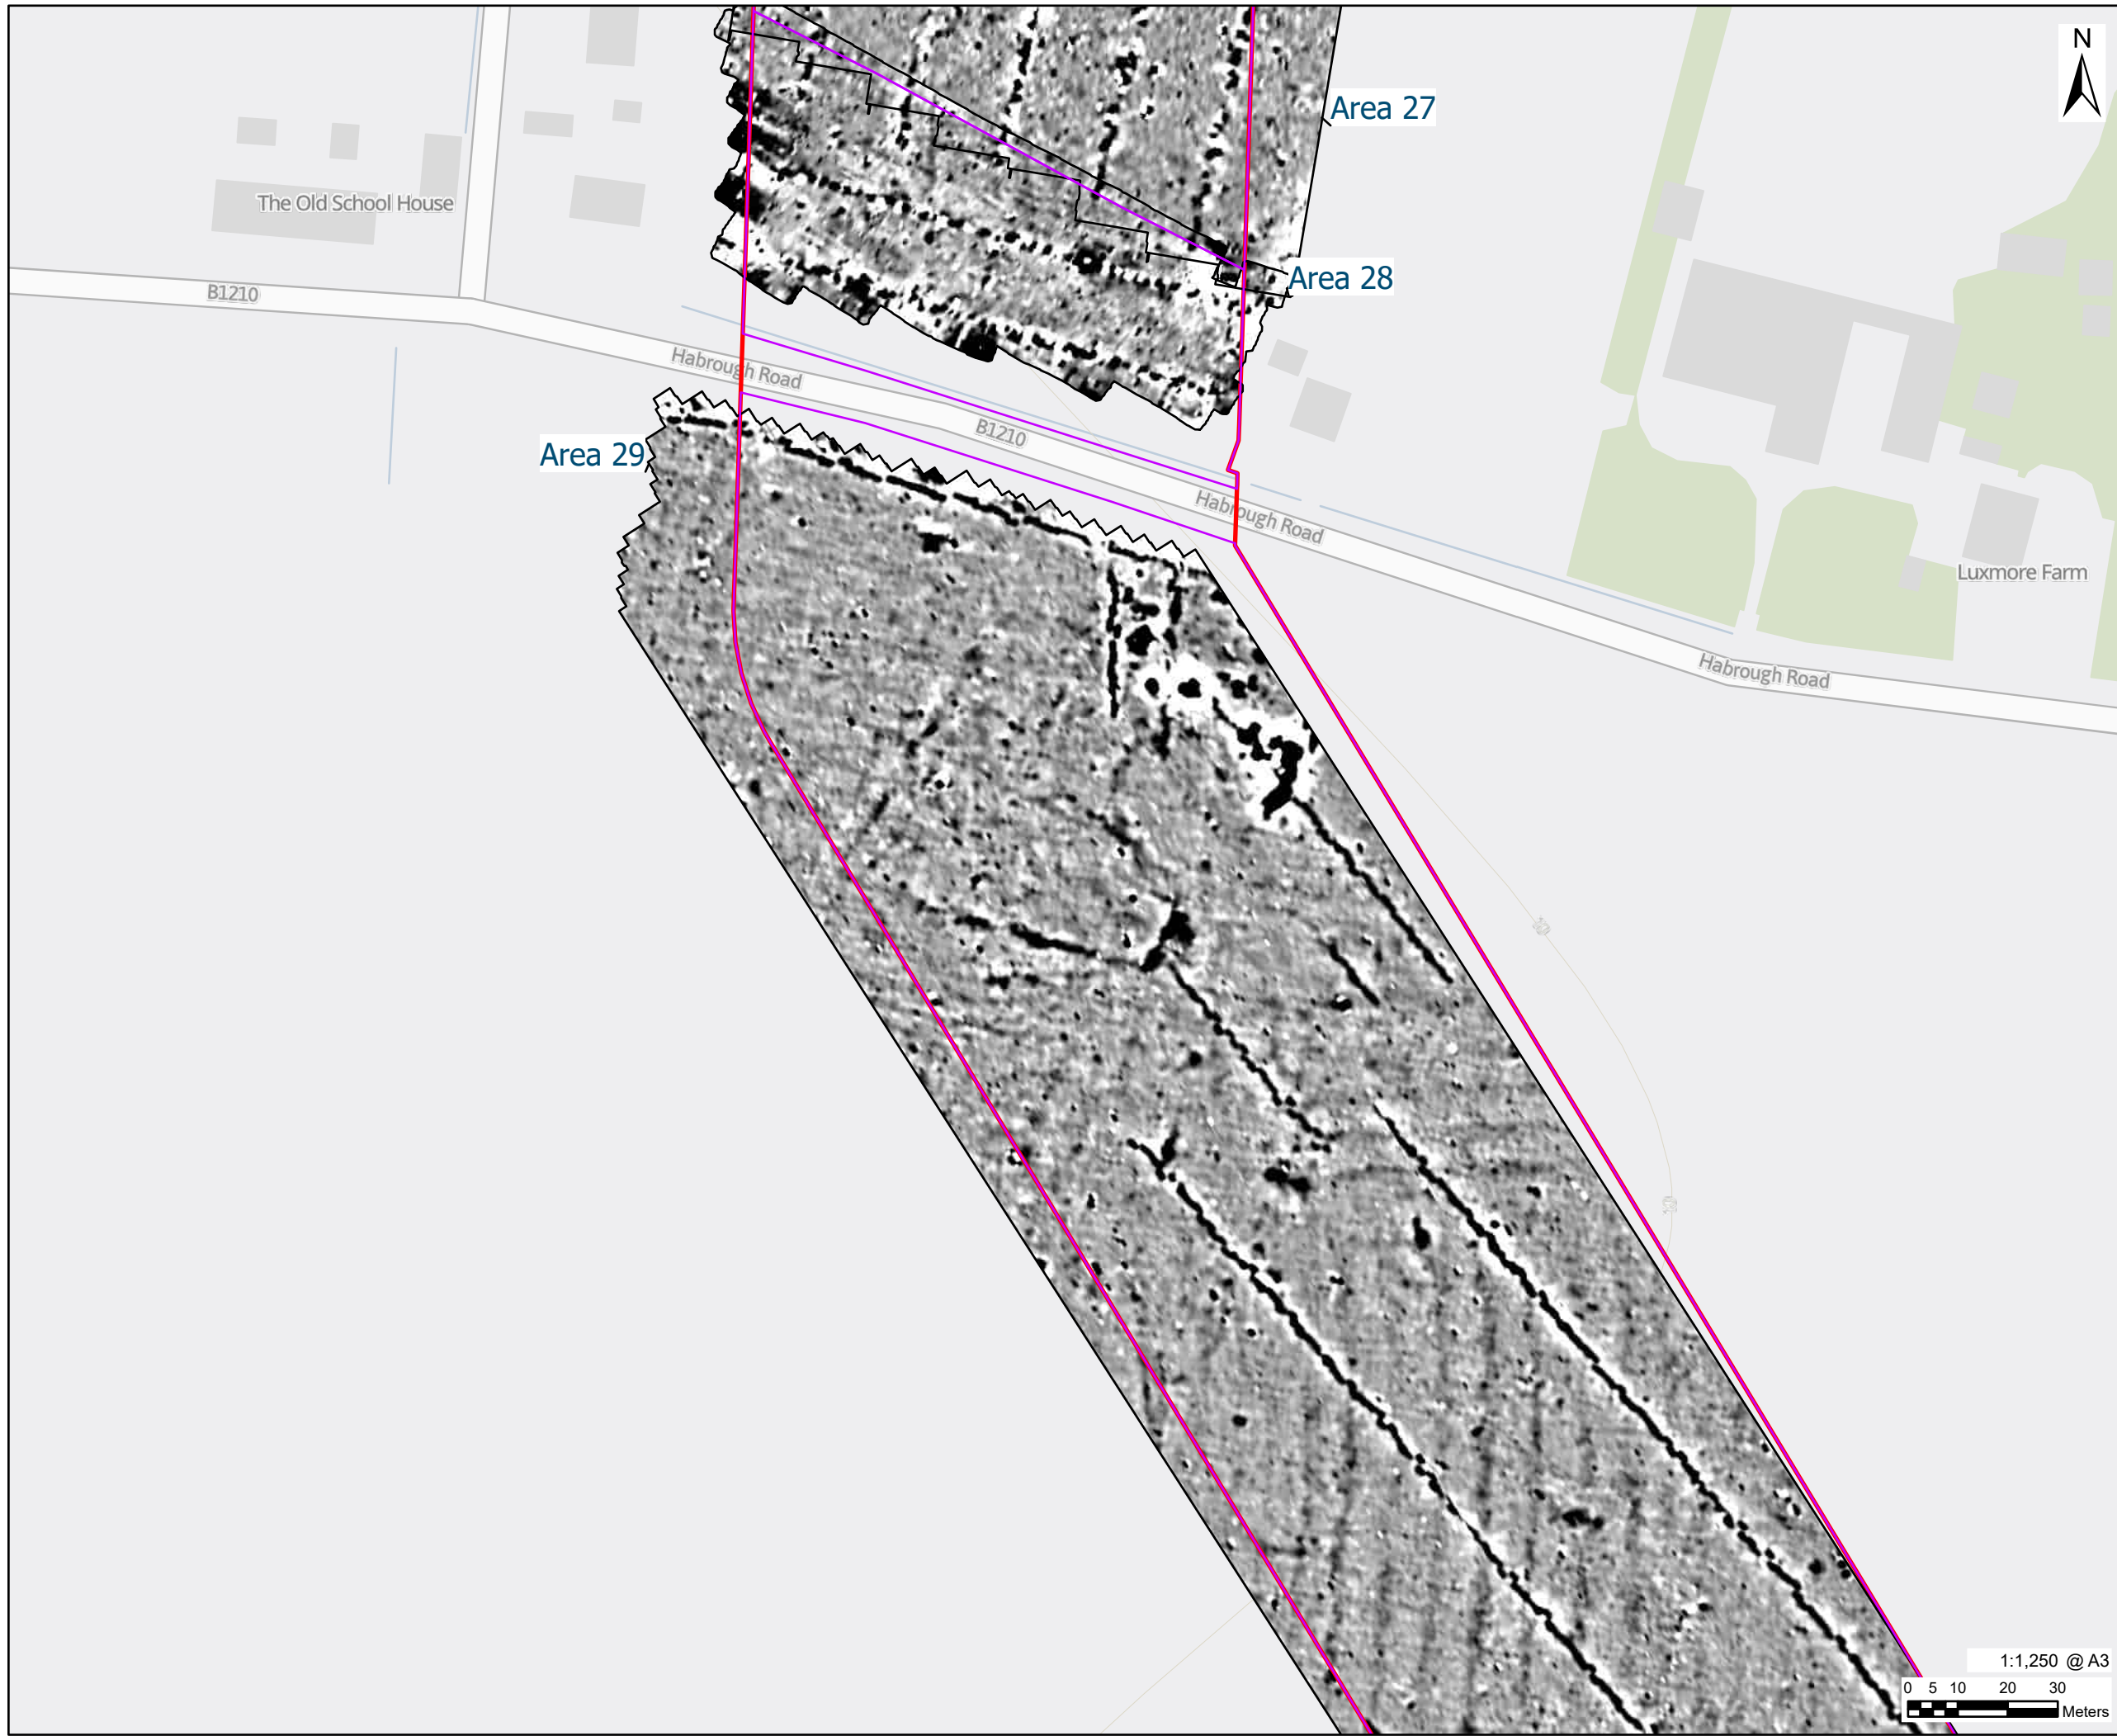 N
Area 27
The Old School House
Area 28
B1210
Habrough Road
B1210
Area 29
Habrough Road
Luxmore Farm
Habrough Road
1:1,250 @ A3
0 5 10 20 30
Meters